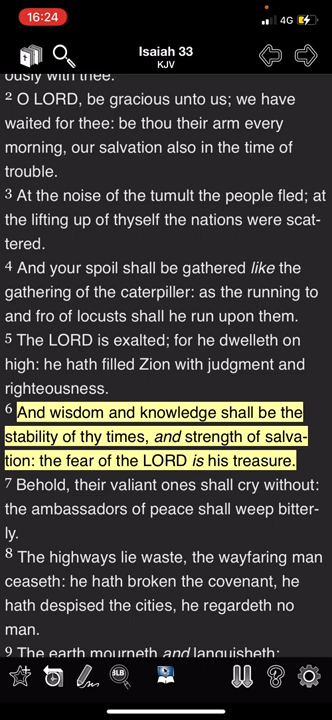 16:24
4G
Isaiah 33
KJV
ously with thee.
2 O LORD, be gracious unto us; we have
waited for thee: be thou their arm every
morning, our salvation also in the time of
trouble.
3 At the noise of the tumult the people fled; at
the lifting up of thyself the nations were scat-
tered.
4 And your spoil shall be gathered like the
gathering of the caterpiller: as the running to
and fro of locusts shall he run upon them.
5 The LORD is exalted; for he dwelleth on
high: he hath filled Zion with judgment and
righteousness.
6 And wisdom and knowledge shall be the
stability of thy times, and strength of salva-
tion: the fear of the LORD is his treasure.
7 Behold, their valiant ones shall cry without:
the ambassadors of peace shall weep bitter-
ly.
8 The highways lie waste, the wayfaring man
ceaseth: he hath broken the covenant, he
hath despised the cities, he regardeth no
man.
9 The earth mourneth and languisheth:
BLB